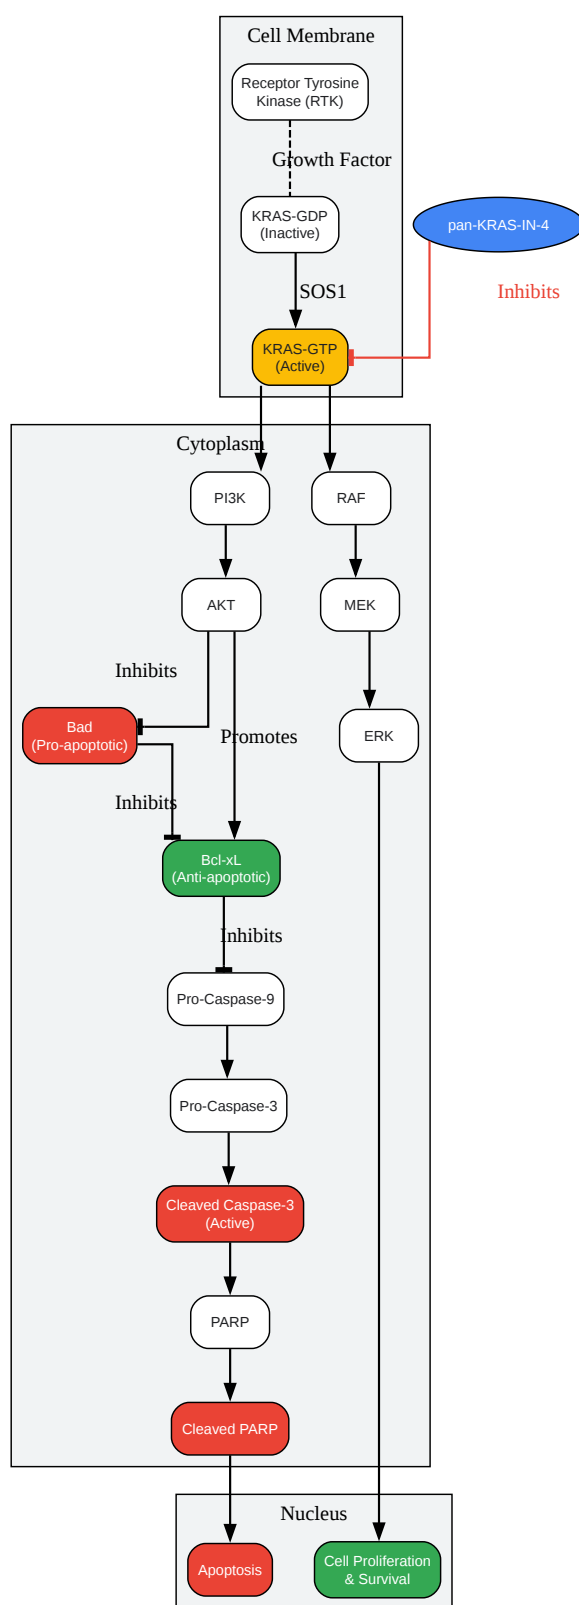 Cell Membrane
Receptor Tyrosine
Kinase (RTK)
Growth Factor
KRAS-GDP
(Inactive)
pan-KRAS-IN-4
SOS1
Inhibits
KRAS-GTP
(Active)
Cytoplasm
PI3K
RAF
AKT
MEK
Inhibits
Bad
(Pro-apoptotic)
Promotes
ERK
Inhibits
Bcl-xL
(Anti-apoptotic)
Inhibits
Pro-Caspase-9
Pro-Caspase-3
Cleaved Caspase-3
(Active)
PARP
Cleaved PARP
Nucleus
Apoptosis
Cell Proliferation
& Survival